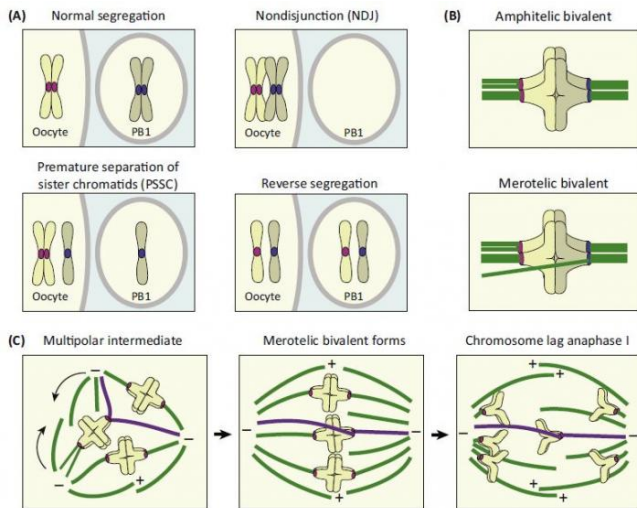 (A)
Normal segregation
Nondisjunction (NDJ)
Oocyte
PB1
Oocyte
PB1
Premature separation of
sister chromatids (PSSC)
Reverse segregation
Oocyte
PB1
Oocyte
PB1
(B)
Amphitelic bivalent
Merotelic bivalent
(C)
Multipolar intermediate
Merotelic bivalent forms
Chromosome lag anaphase I
−
−
−
+
+
−
−
+
+
+
−
−
+
+